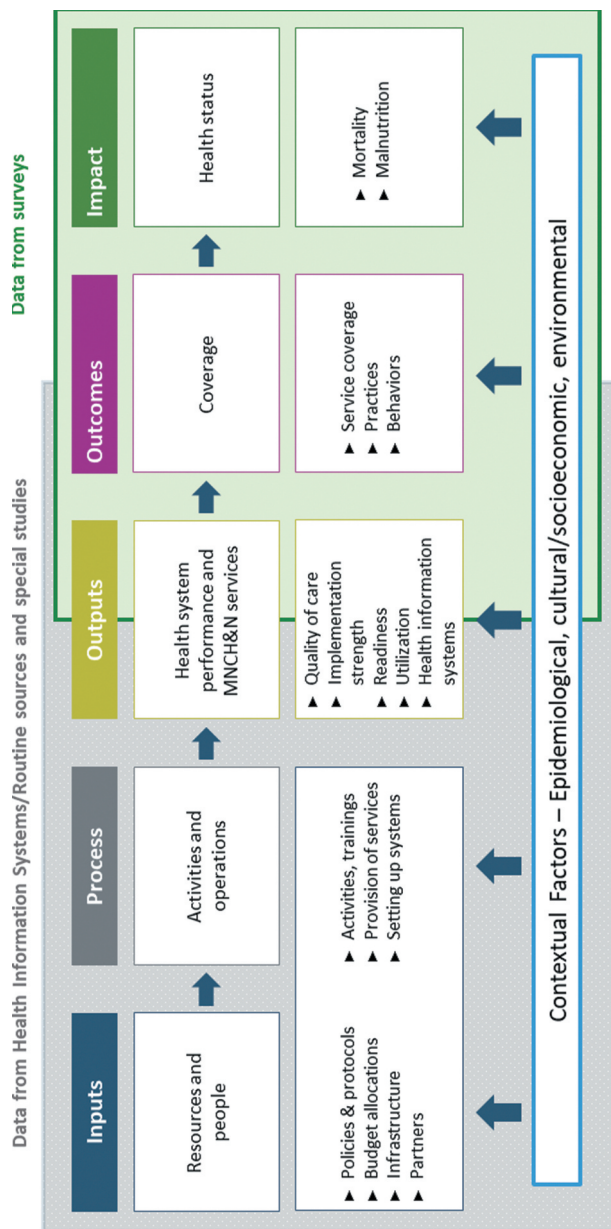 Data from Health Information Systems/Routine sources and special studies
Data from surveys
Inputs
Process
Outputs
Outcomes
Impact
Resources and
people
Activities and
operations
Health system
performance and
MNCH&N services
Coverage
Health status
► Policies & protocols
► Budget allocations
► Infrastructure
► Partners
► Activities, trainings
► Provision of services
► Setting up systems
► Quality of care
► Implementation
strength
► Readiness
► Utilization
► Health information
systems
► Service coverage
► Practices
► Behaviors
► Mortality
► Malnutrition
Contextual Factors – Epidemiological, cultural/socioeconomic, environmental